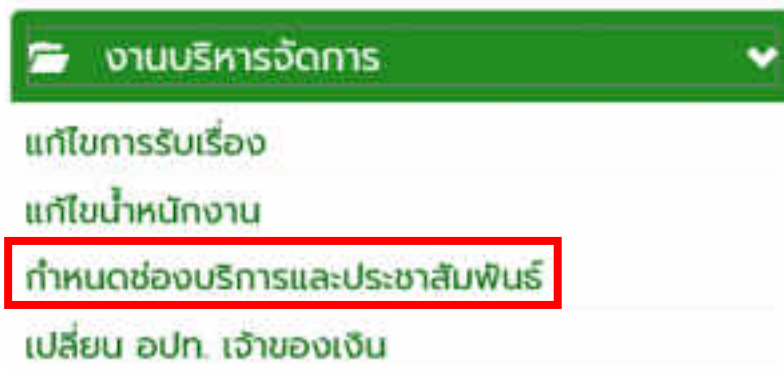 งานบริหารจัดการ
แก้ไขการรับเรื่อง
แก้ไขน้ำหนักงาน
กำหนดช่องบริการและประชาสัมพันธ์
เปลี่ยน อปท. เจ้าของเงิน